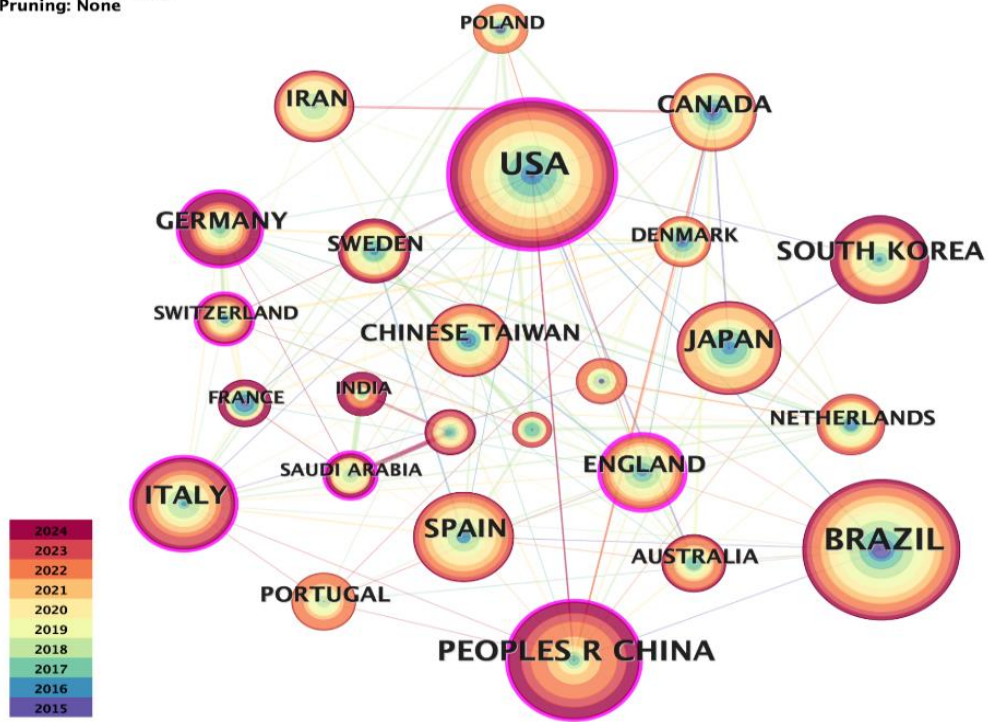 Pruning: None
POLAND
IRAN
CANADA
USA
GERMANY
SWEDEN
DENMARK
SOUTH KOREA
SWITZERLAND
CHINESE TAIWAN
JAPAN
FRANCE
INDIA
NETHERLANDS
SAUDI ARABIA
ENGLAND
ITALY
SPAIN
BRAZIL
AUSTRALIA
PORTUGAL
PEOPLES R CHINA
2024
2023
2022
2021
2020
2019
2018
2017
2016
2015